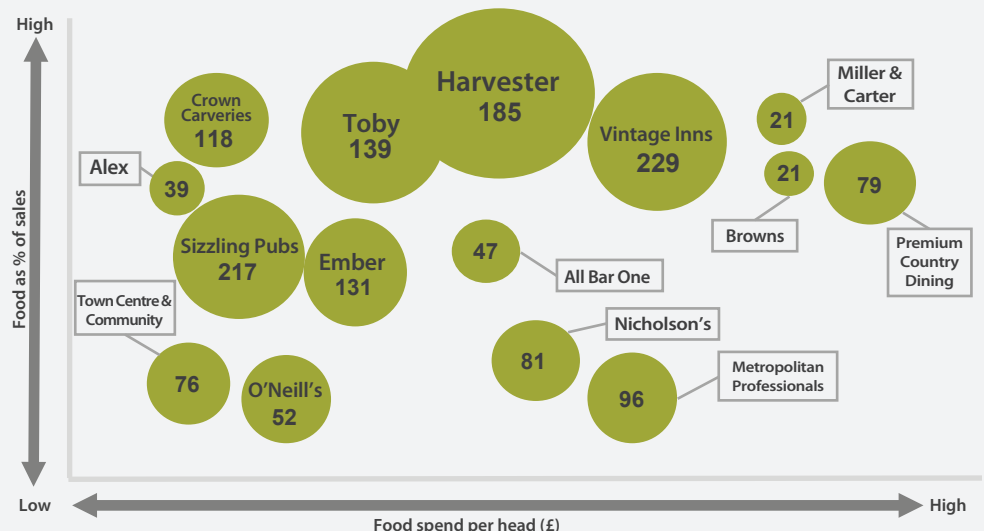 High
Food as % of sales
Low
Crown
Carveries
118
Alex
39
Toby
139
Harvester
185
Vintage Inns
229
Miller &
Carter
21
21
Browns
79
Premium
Country
Dining
Sizzling Pubs
217
Ember
131
47
All Bar One
Town Centre &
Community
76
O'Neill's
52
Nicholson's
81
Metropolitan
Professionals
96
High
Food spend per head (£)